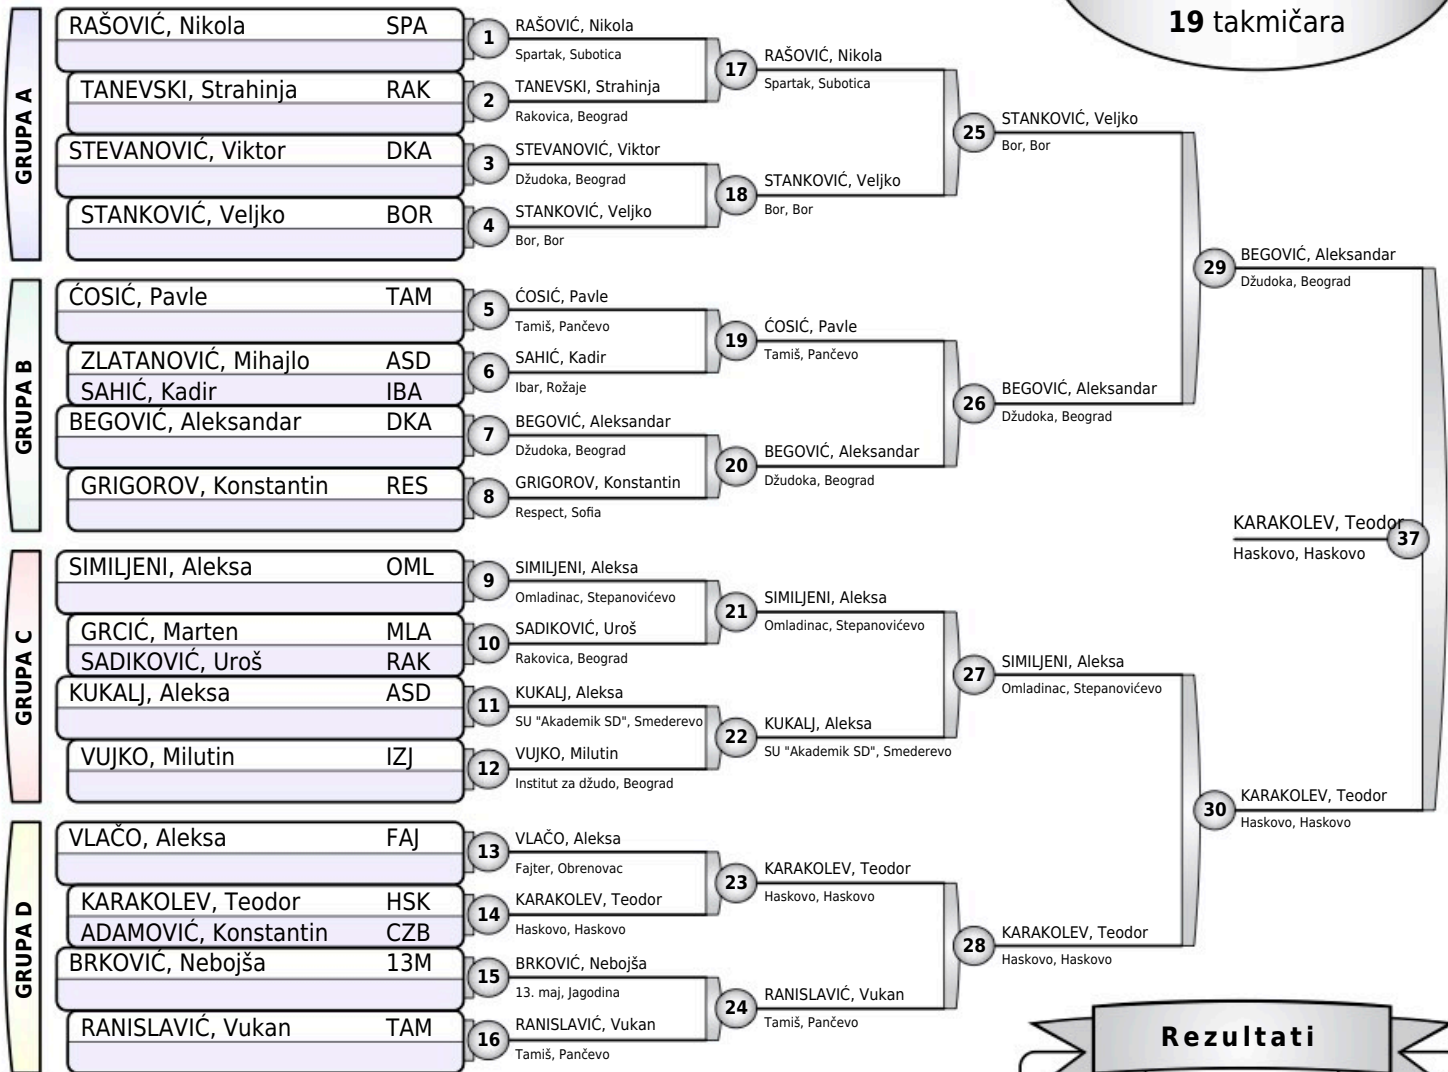 19 takmičara
GRUPA A
RAŠOVIĆ, Nikola SPA
TANEVSKI, Strahinja RAK
STEVANOVIĆ, Viktor DKA
STANKOVIĆ, Veljko BOR
GRUPA B
ĆOSIĆ, Pavle TAM
ZLATANOVIĆ, Mihajlo ASD
SAHIĆ, Kadir IBA
BEGOVIĆ, Aleksandar DKA
GRIGOROV, Konstantin RES
GRUPA C
SIMILJENI, Aleksa OML
GRCIĆ, Marten MLA
SADIKOVIĆ, Uroš RAK
KUKALJ, Aleksa ASD
VUJKO, Milutin IZJ
GRUPA D
VLAČO, Aleksa FAJ
KARAKOLEV, Teodor HSK
ADAMOVIĆ, Konstantin CZB
BRKOVIĆ, Nebojša 13M
RANISLAVIĆ, Vukan TAM
1 RAŠOVIĆ, Nikola
Spartak, Subotica
2 TANEVSKI, Strahinja
Rakovica, Beograd
3 STEVANOVIĆ, Viktor
Džudoka, Beograd
4 STANKOVIĆ, Veljko
Bor, Bor
5 ĆOSIĆ, Pavle
Tamiš, Pančevo
6 SAHIĆ, Kadir
Ibar, Rožaje
7 BEGOVIĆ, Aleksandar
Džudoka, Beograd
8 GRIGOROV, Konstantin
Respect, Sofia
9 SIMILJENI, Aleksa
Omladinac, Stepanovićevo
10 SADIKOVIĆ, Uroš
Rakovica, Beograd
11 KUKALJ, Aleksa
SU "Akademik SD", Smederevo
12 VUJKO, Milutin
Institut za džudo, Beograd
13 VLAČO, Aleksa
Fajter, Obrenovac
14 KARAKOLEV, Teodor
Haskovo, Haskovo
15 BRKOVIĆ, Nebojša
13. maj, Jagodina
16 RANISLAVIĆ, Vukan
Tamiš, Pančevo
17 RAŠOVIĆ, Nikola
Spartak, Subotica
18 STANKOVIĆ, Veljko
Bor, Bor
19 ĆOSIĆ, Pavle
Tamiš, Pančevo
20 BEGOVIĆ, Aleksandar
Džudoka, Beograd
21 SIMILJENI, Aleksa
Omladinac, Stepanovićevo
22 KUKALJ, Aleksa
SU "Akademik SD", Smederevo
23 KARAKOLEV, Teodor
Haskovo, Haskovo
24 RANISLAVIĆ, Vukan
Tamiš, Pančevo
25 STANKOVIĆ, Veljko
Bor, Bor
26 BEGOVIĆ, Aleksandar
Džudoka, Beograd
27 SIMILJENI, Aleksa
Omladinac, Stepanovićevo
28 KARAKOLEV, Teodor
Haskovo, Haskovo
29 BEGOVIĆ, Aleksandar
Džudoka, Beograd
30 KARAKOLEV, Teodor
Haskovo, Haskovo
KARAKOLEV, Teodor 37
Haskovo, Haskovo
Rezultati